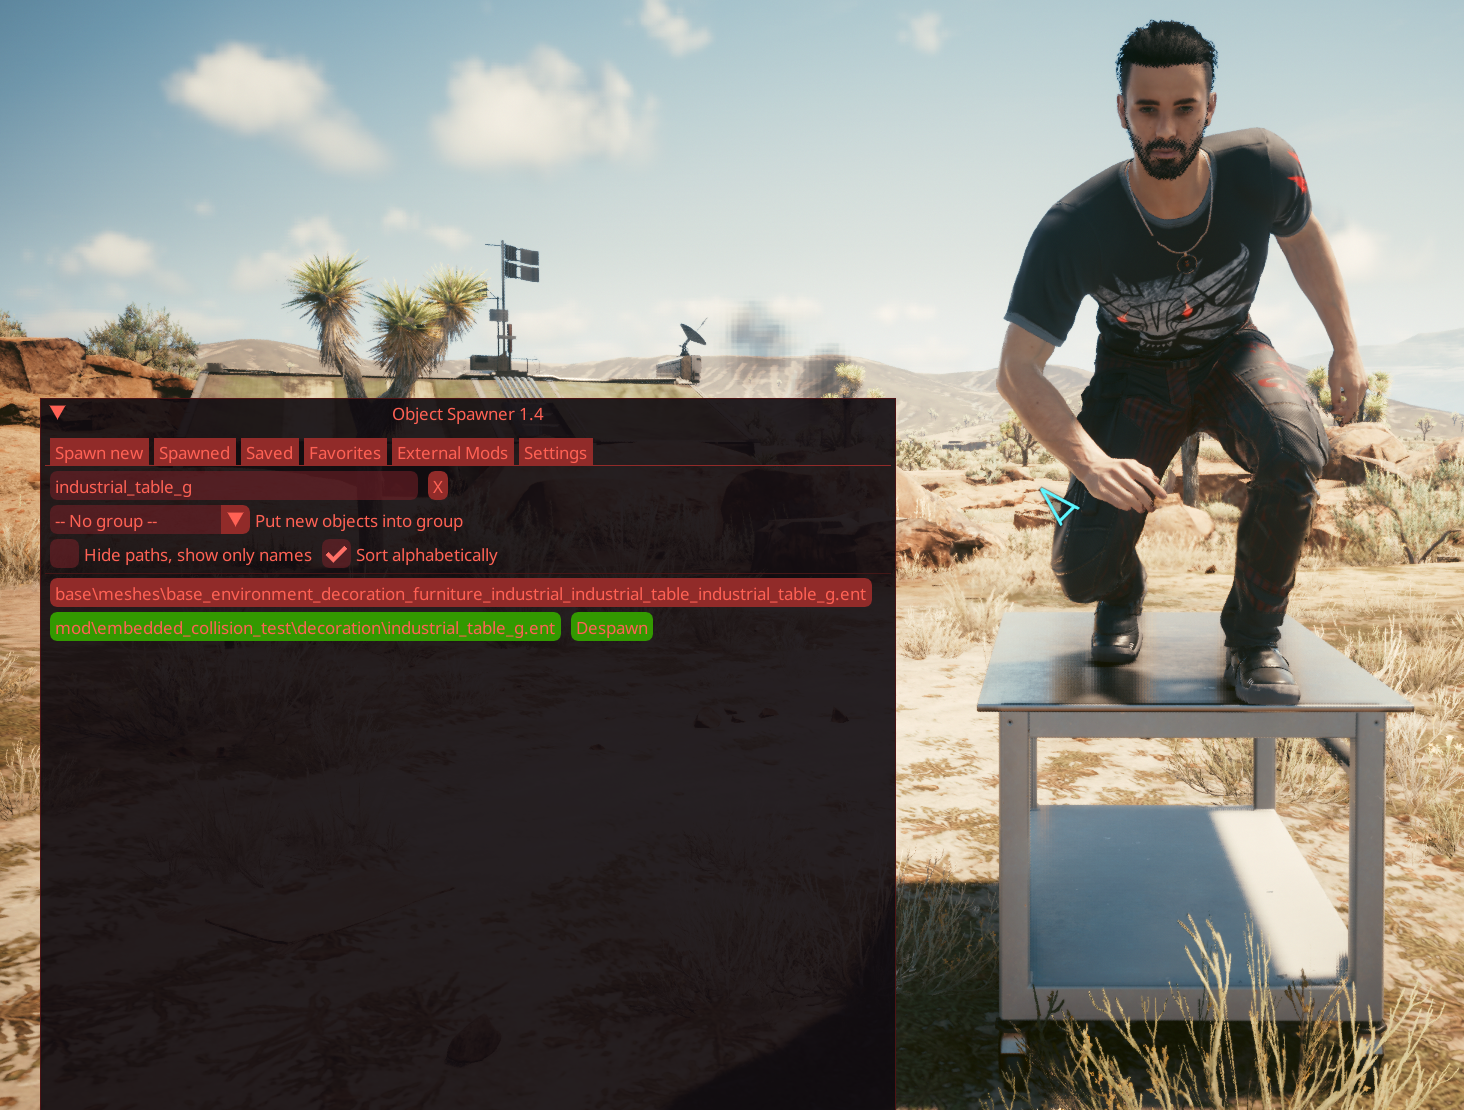 Object Spawner 1.4
Spawn new Spawned Saved Favorites External Mods Settings
industrial_table_g X
-- No group -- Put new objects into group
Hide paths, show only names Sort alphabetically
base\meshes\base_environment_decoration_furniture_industrial_industrial_table_industrial_table_g.ent
mod\embedded_collision_test\decoration\industrial_table_g.ent Despawn